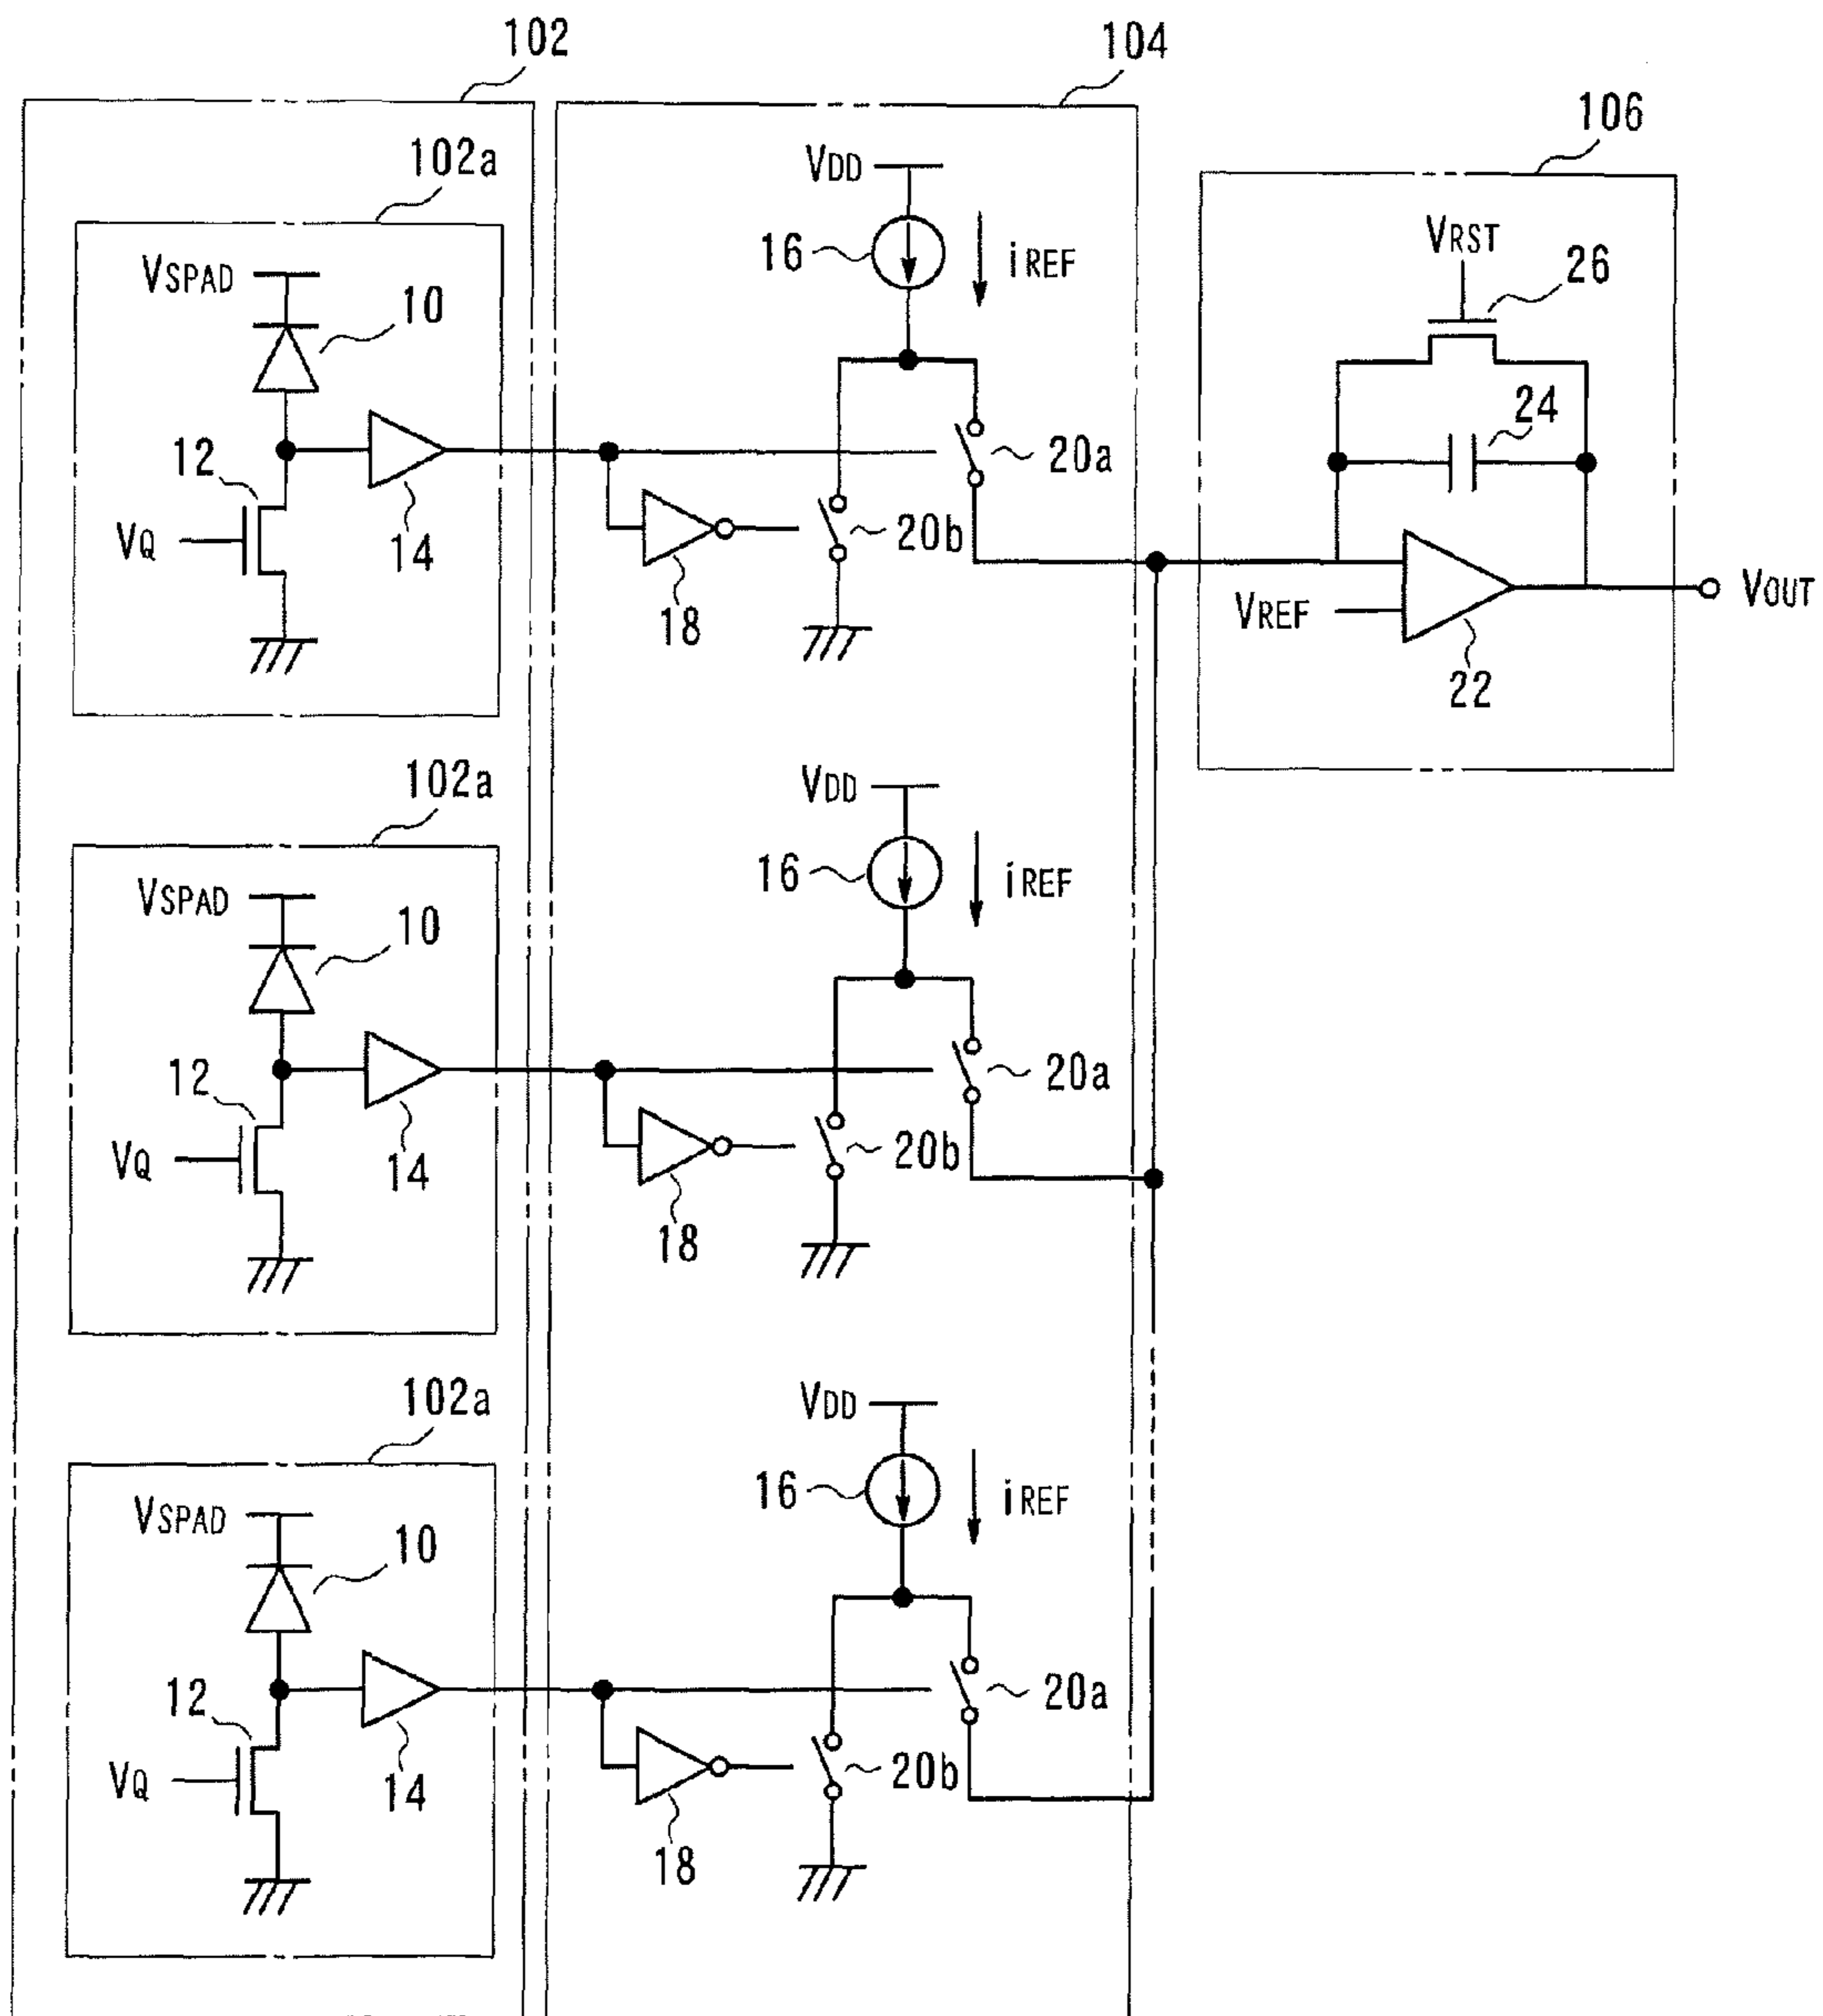 102
104
106
102a
VDD
16
iREF
VRST
26
VSPAD
10
24
12
20a
VQ
14
20b
18
VREF
VOUT
22
102a
VDD
16
iREF
VSPAD
10
12
20a
VQ
14
20b
18
102a
VDD
16
iREF
VSPAD
10
12
20a
VQ
14
20b
18